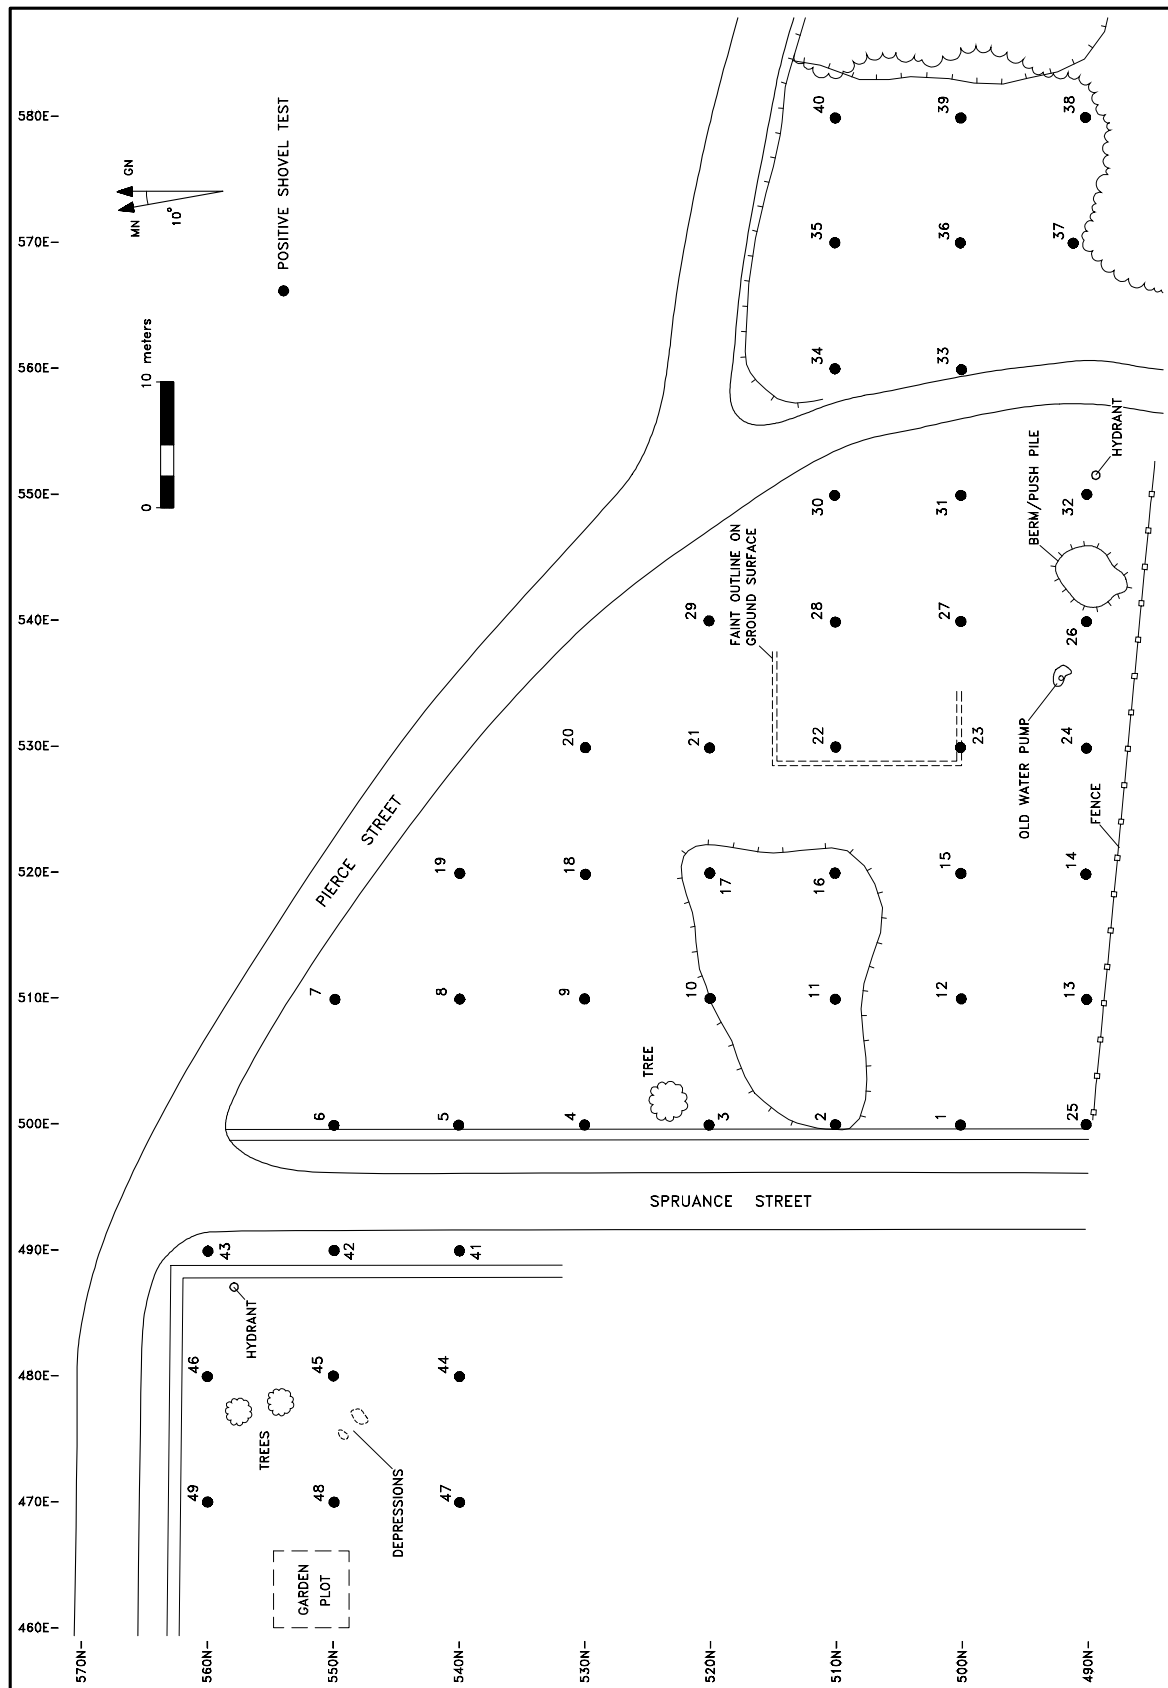 460E-
470E-
480E-
490E-
500E-
510E-
520E-
530E-
540E-
550E-
560E-
570E-
580E-
570N-
560N-
550N-
540N-
530N-
520N-
510N-
500N-
490N-
0
10 meters
MN
GN
10°
POSITIVE SHOVEL TEST
PIERCE STREET
SPRUANCE STREET
GARDEN
PLOT
DEPRESSIONS
TREES
HYDRANT
TREE
FAINT OUTLINE ON
GROUND SURFACE
OLD WATER PUMP
FENCE
BERM/PUSH PILE
HYDRANT
1
2
3
4
5
6
7
8
9
10
11
12
13
14
15
16
17
18
19
20
21
22
23
24
25
26
27
28
29
30
31
32
33
34
35
36
37
38
39
40
41
42
43
44
45
46
47
48
49